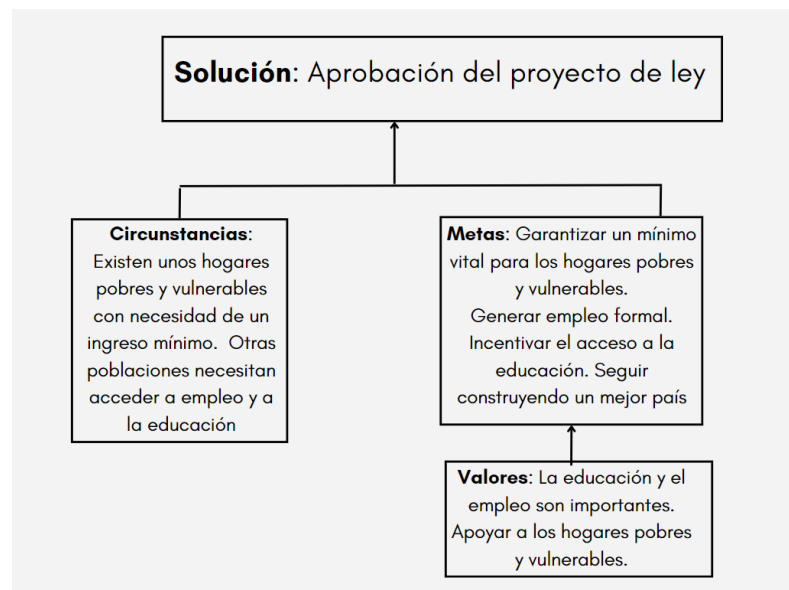 Solución: Aprobación del proyecto de ley
Circunstancias:
Existen unos hogares
pobres y vulnerables
con necesidad de un
ingreso mínimo.  Otras
poblaciones necesitan
acceder a empleo y a
la educación
Metas: Garantizar un mínimo
vital para los hogares pobres
y vulnerables.
Generar empleo formal.
Incentivar el acceso a la
educación. Seguir
construyendo un mejor país
Valores: La educación y el
empleo son importantes.
Apoyar a los hogares pobres
y vulnerables.